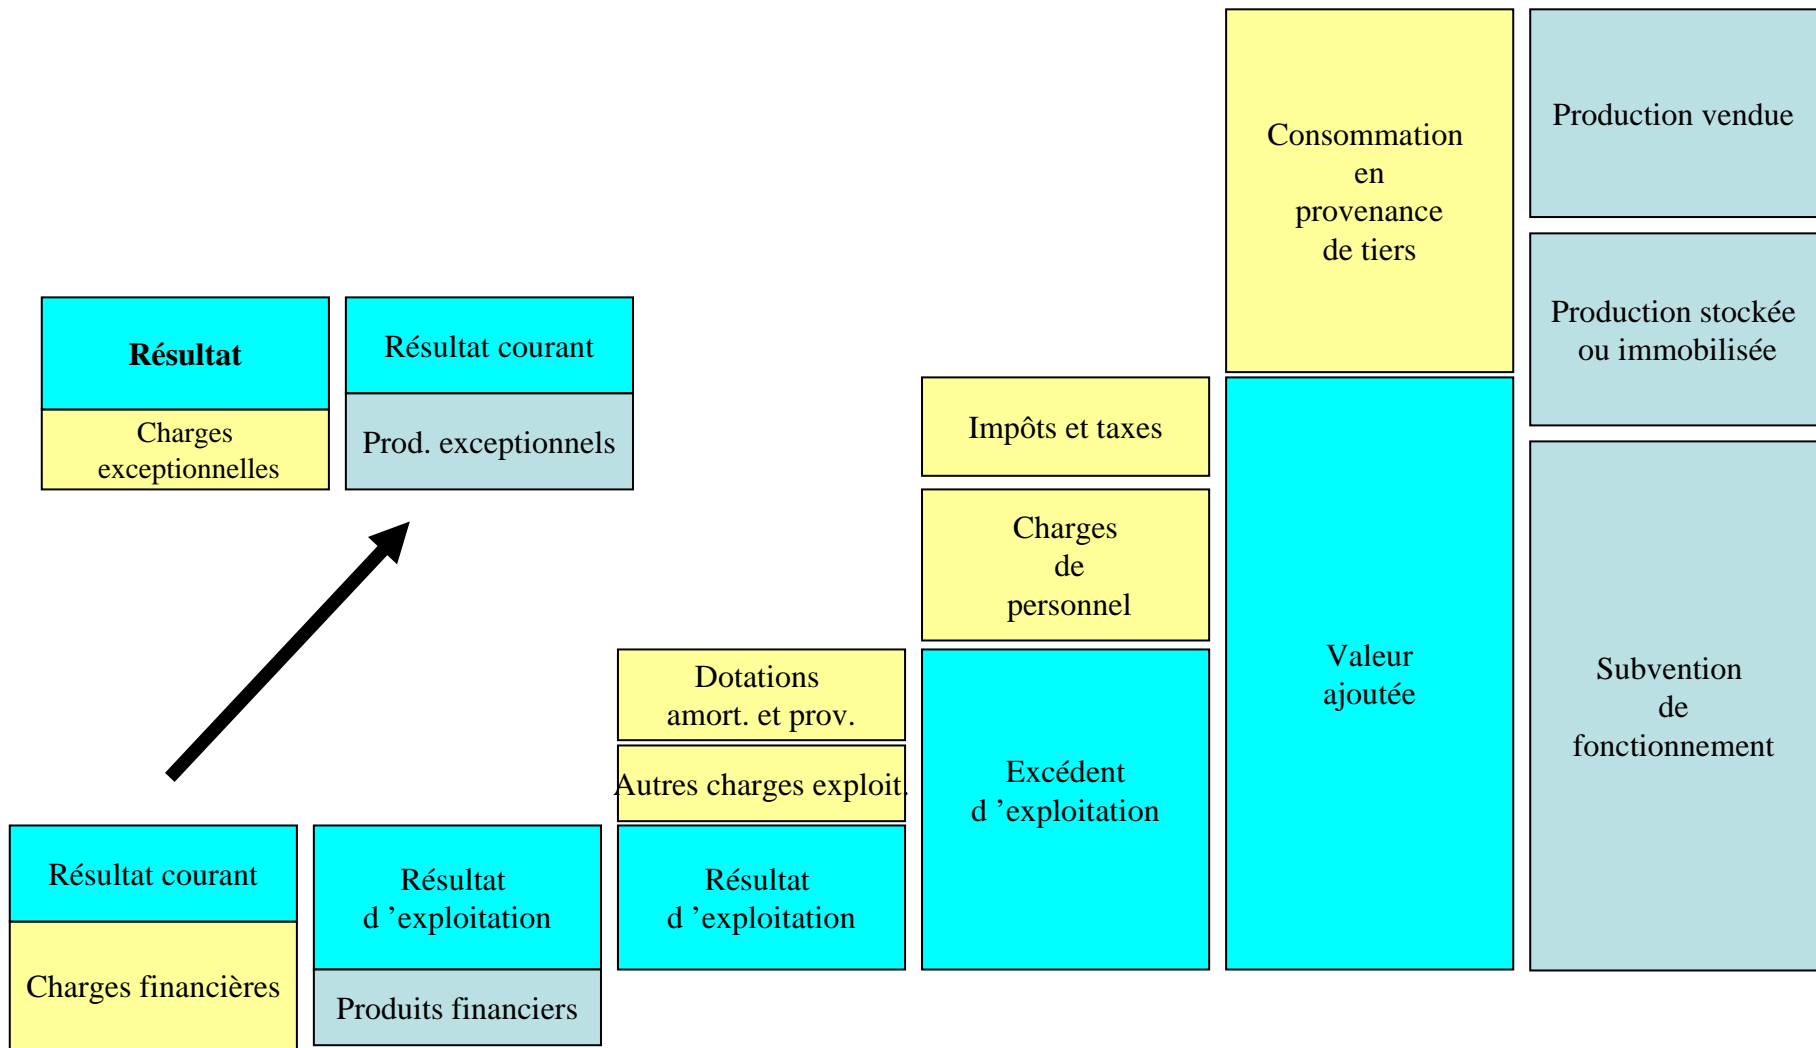 Consommation
en
provenance
de tiers
Production vendue
Production stockée
ou immobilisée
Résultat
Charges
exceptionnelles
Résultat courant
Prod. exceptionnels
Impôts et taxes
Charges
de
personnel
Valeur
ajoutée
Subvention
de
fonctionnement
Dotations
amort. et prov.
Autres charges exploit.
Excédent
d ’exploitation
Résultat courant
Charges financières
Résultat
d ’exploitation
Produits financiers
Résultat
d ’exploitation